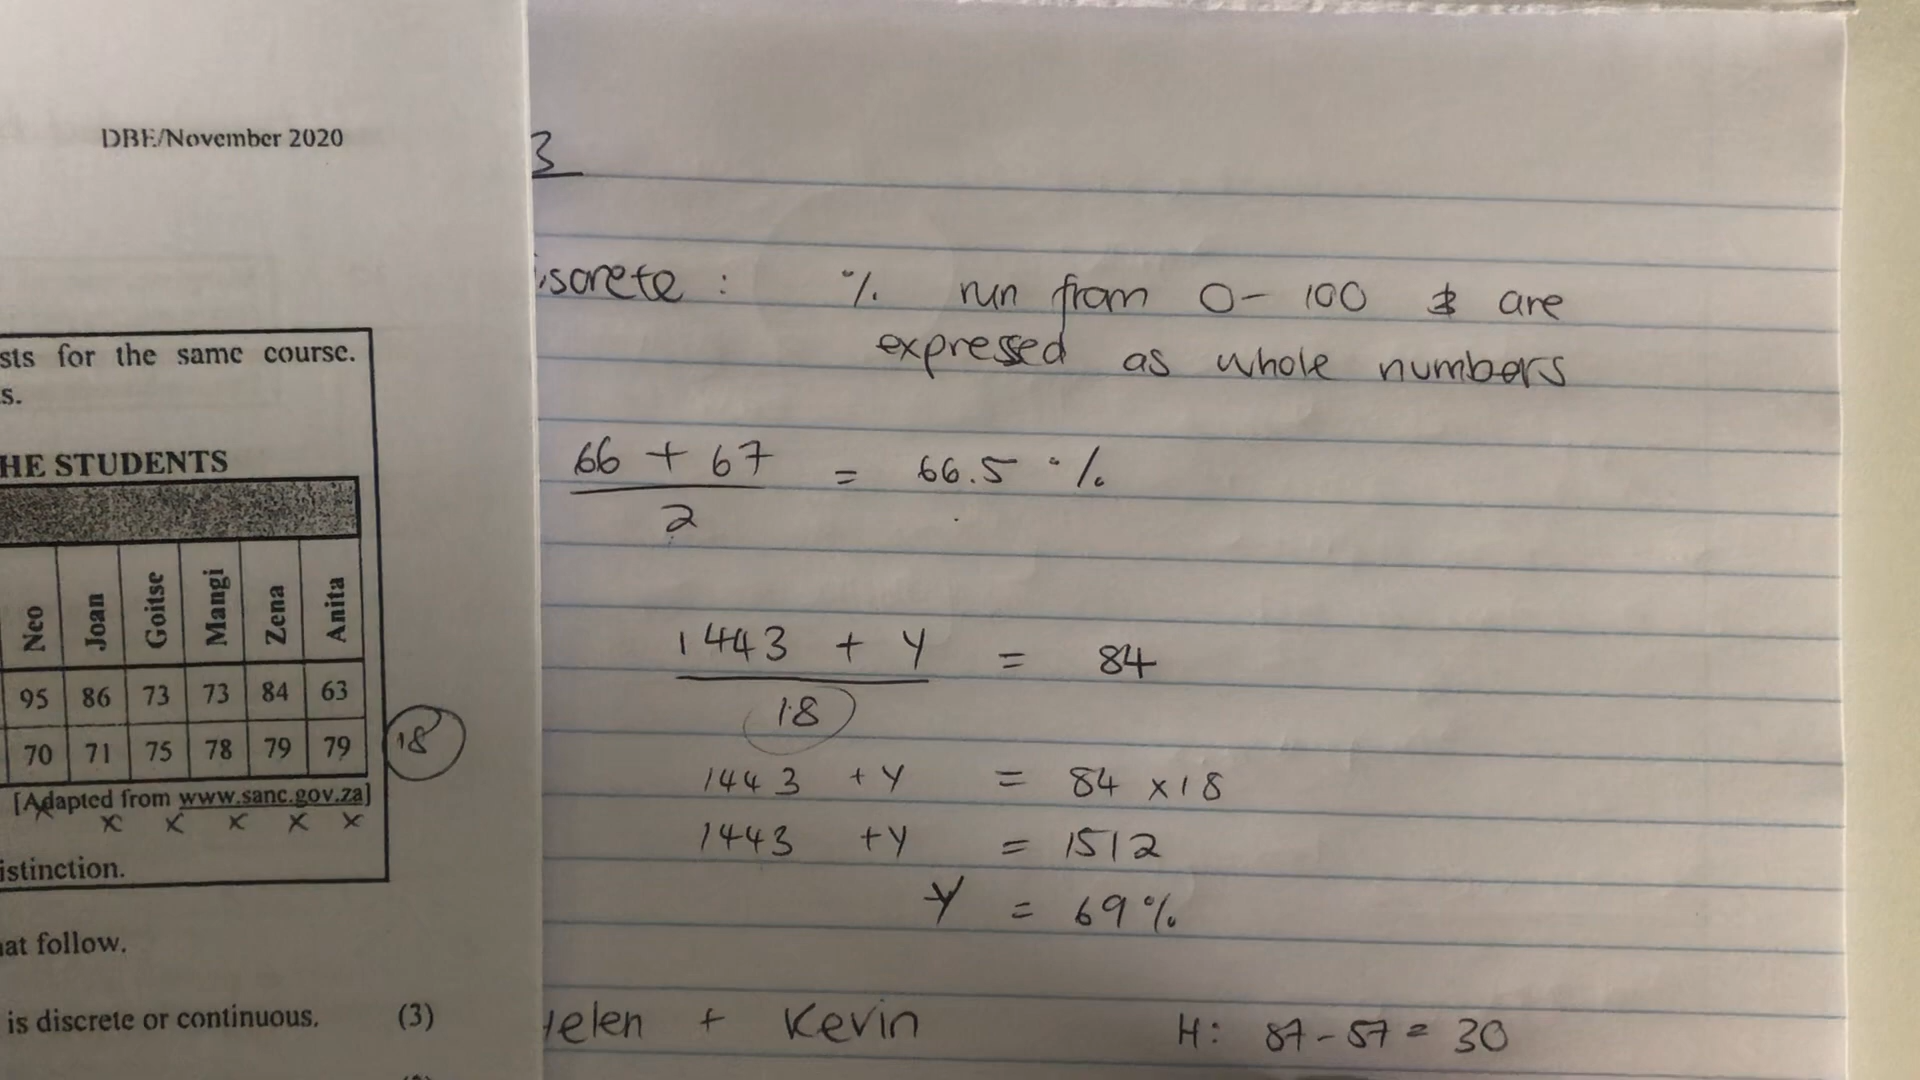 DBE/November 2020
sts for the same course.
s.
HE STUDENTS
Neo Joan Goitse Mangi Zena Anita
95 86 73 73 84 63
70 71 75 78 79 79
18
[Adapted from www.sanc.gov.za]
x x x x x x
istinction.
at follow.
is discrete or continuous. (3)
3
iscrete : % run from 0 - 100 & are
expressed as whole numbers
66 + 67
2
= 66.5 %
1443 + y
18
= 84
1443 + y = 84 x 18
1443 + y = 1512
y = 69%
elen + Kevin H: 87 - 57 = 30